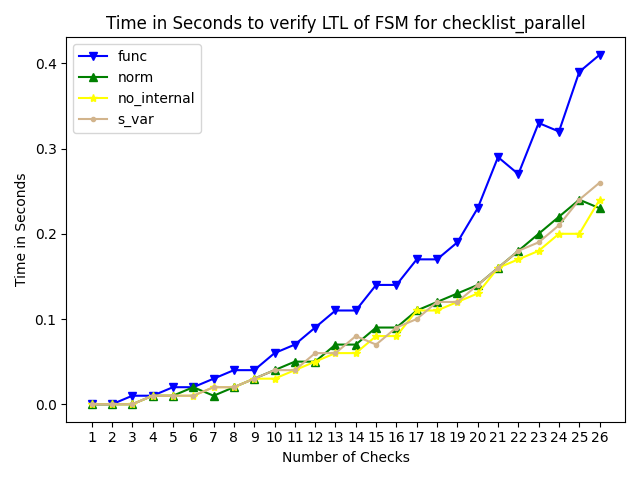 Time in Seconds to verify LTL of FSM for checklist_parallel
func
norm
no_internal
s_var
Time in Seconds
0.4
0.3
0.2
0.1
0.0
1 2 3 4 5 6 7 8 9 10 11 12 13 14 15 16 17 18 19 20 21 22 23 24 25 26
Number of Checks